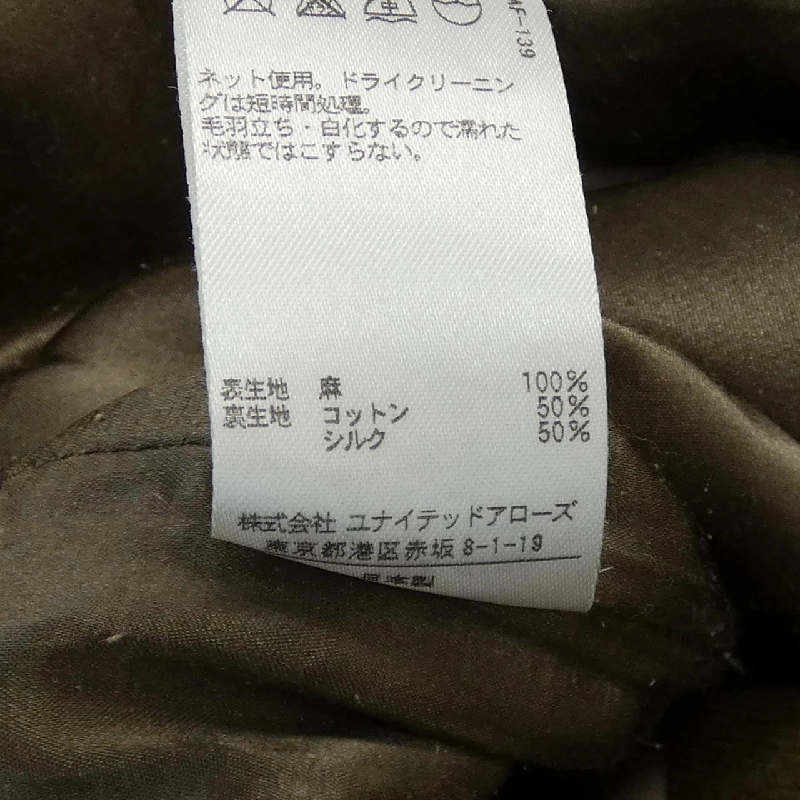 MF-139
ネット使用。ドライクリーニン
グは短時間処理。
毛羽立ち・白化するので濡れた
状態ではこすらない。
表生地 麻 100%
裏生地 コットン 50%
シルク 50%
株式会社 ユナイテッドアローズ
東京都港区赤坂 8-1-19